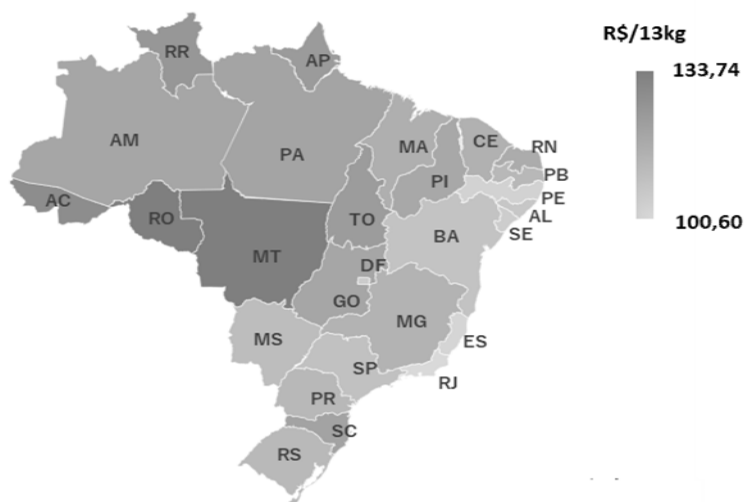 R$/13kg
133,74
100,60
RR
AP
AM
PA
MA
CE
RN
PB
PE
AL
SE
PI
AC
RO
TO
BA
MT
DF
GO
MG
ES
MS
SP
RJ
PR
SC
RS